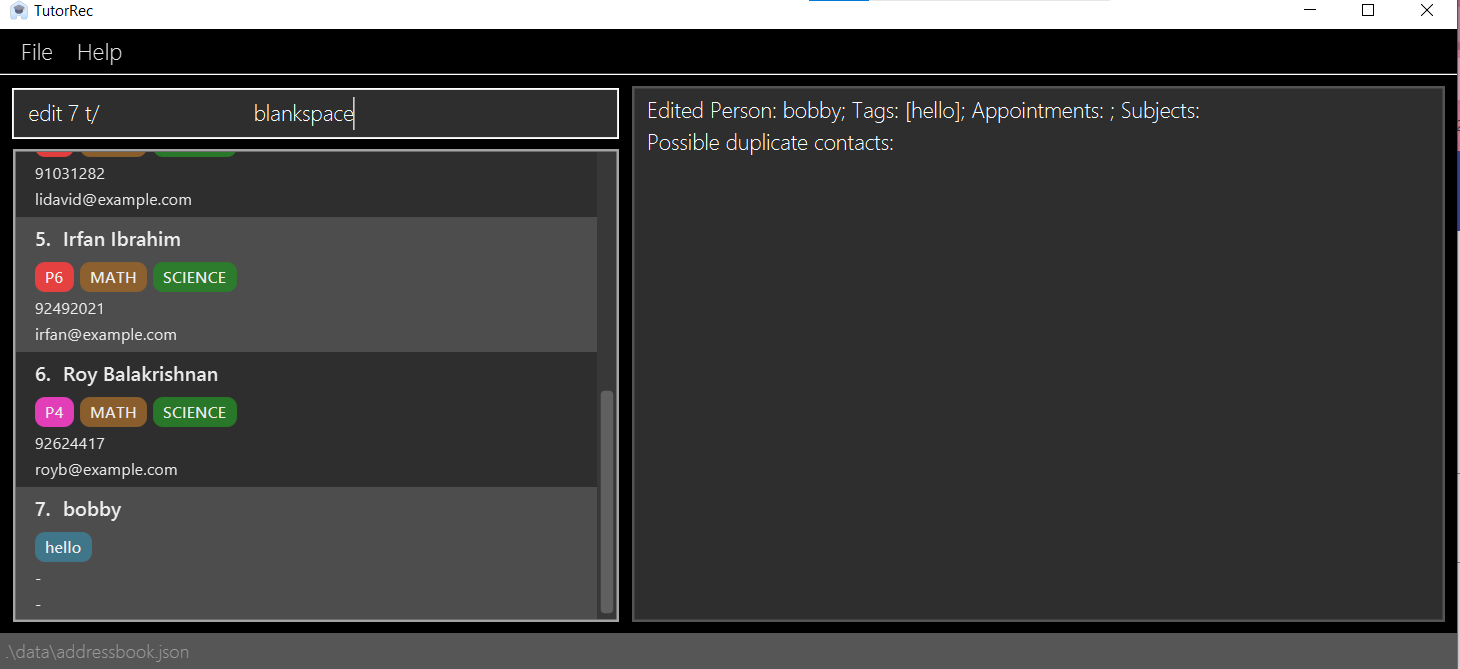 TutorRec
File Help
edit 7 t/ blankspace
91031282
lidavid@example.com
5. Irfan Ibrahim
P6 MATH SCIENCE
92492021
irfan@example.com
6. Roy Balakrishnan
P4 MATH SCIENCE
92624417
royb@example.com
7. bobby
hello
-
-
Edited Person: bobby; Tags: [hello]; Appointments: ; Subjects:
Possible duplicate contacts:
.\data\addressbook.json